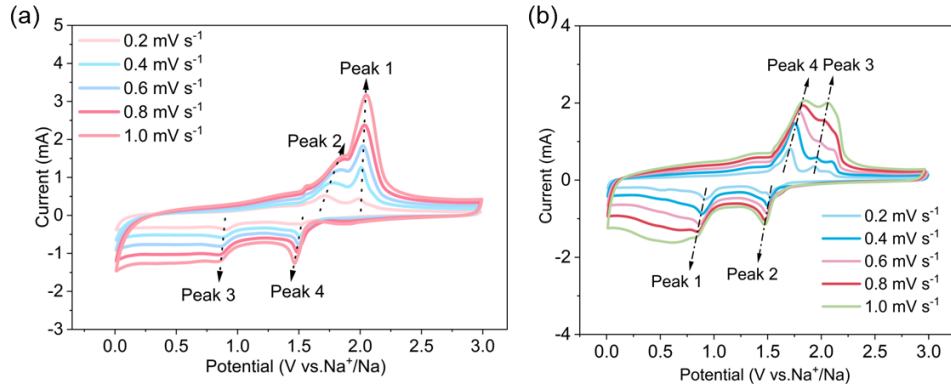 (a)
5
4
3
2
1
0
-1
-2
-3
Current (mA)
0.2 mV s⁻¹
0.4 mV s⁻¹
0.6 mV s⁻¹
0.8 mV s⁻¹
1.0 mV s⁻¹
Peak 1
Peak 2
Peak 3
Peak 4
0.0 0.5 1.0 1.5 2.0 2.5 3.0
Potential (V vs.Na⁺/Na)
(b)
4
2
0
-2
-4
Current (mA)
Peak 4 Peak 3
Peak 1
Peak 2
0.2 mV s⁻¹
0.4 mV s⁻¹
0.6 mV s⁻¹
0.8 mV s⁻¹
1.0 mV s⁻¹
0.0 0.5 1.0 1.5 2.0 2.5 3.0
Potential (V vs.Na⁺/Na)